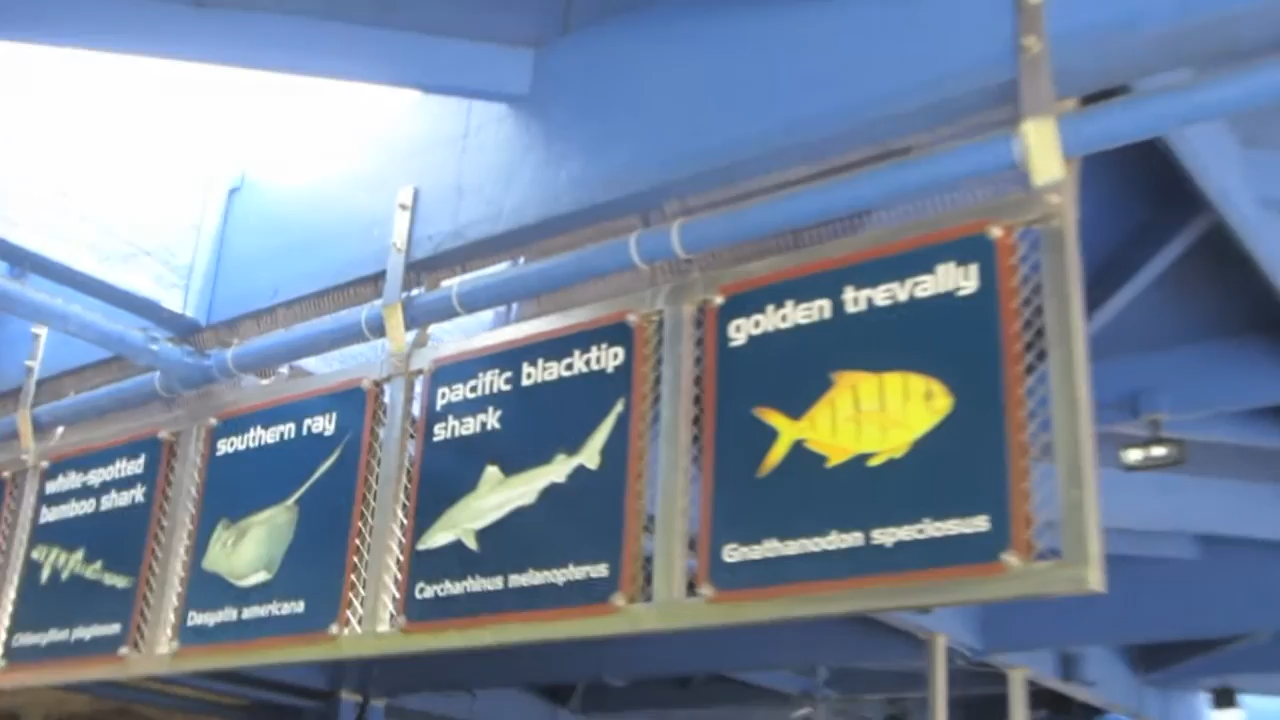 white-spotted
bamboo shark
southern ray
Dasyatis americana
pacific blacktip
shark
Carcharhinus melanopterus
golden trevally
Gnathanodon speciosus